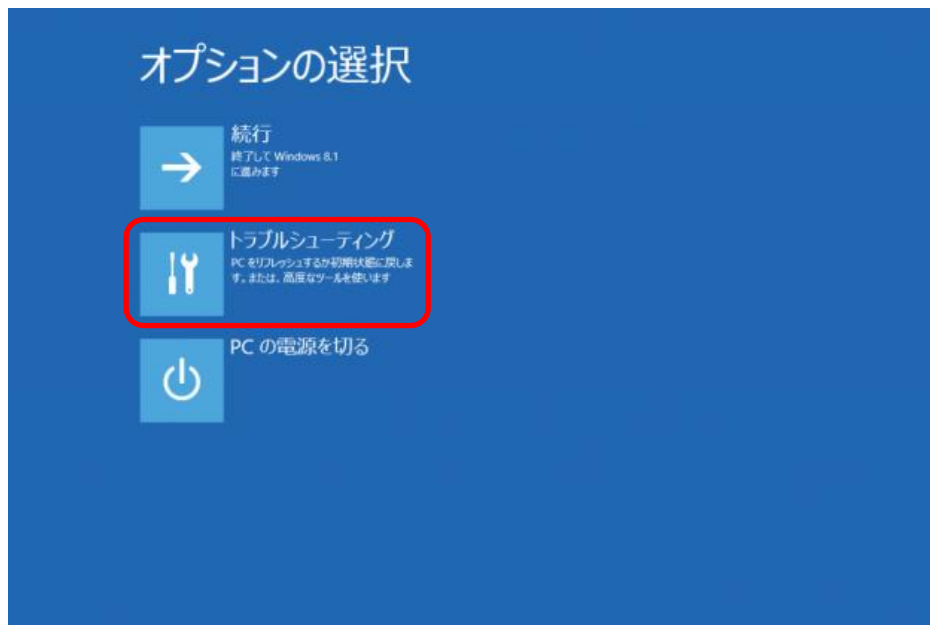 オプションの選択
続行
終了して Windows 8.1
に進みます
トラブルシューティング
PC をリフレッシュするか初期状態に戻しま
す。または、高度なツールを使います
PC の電源を切る